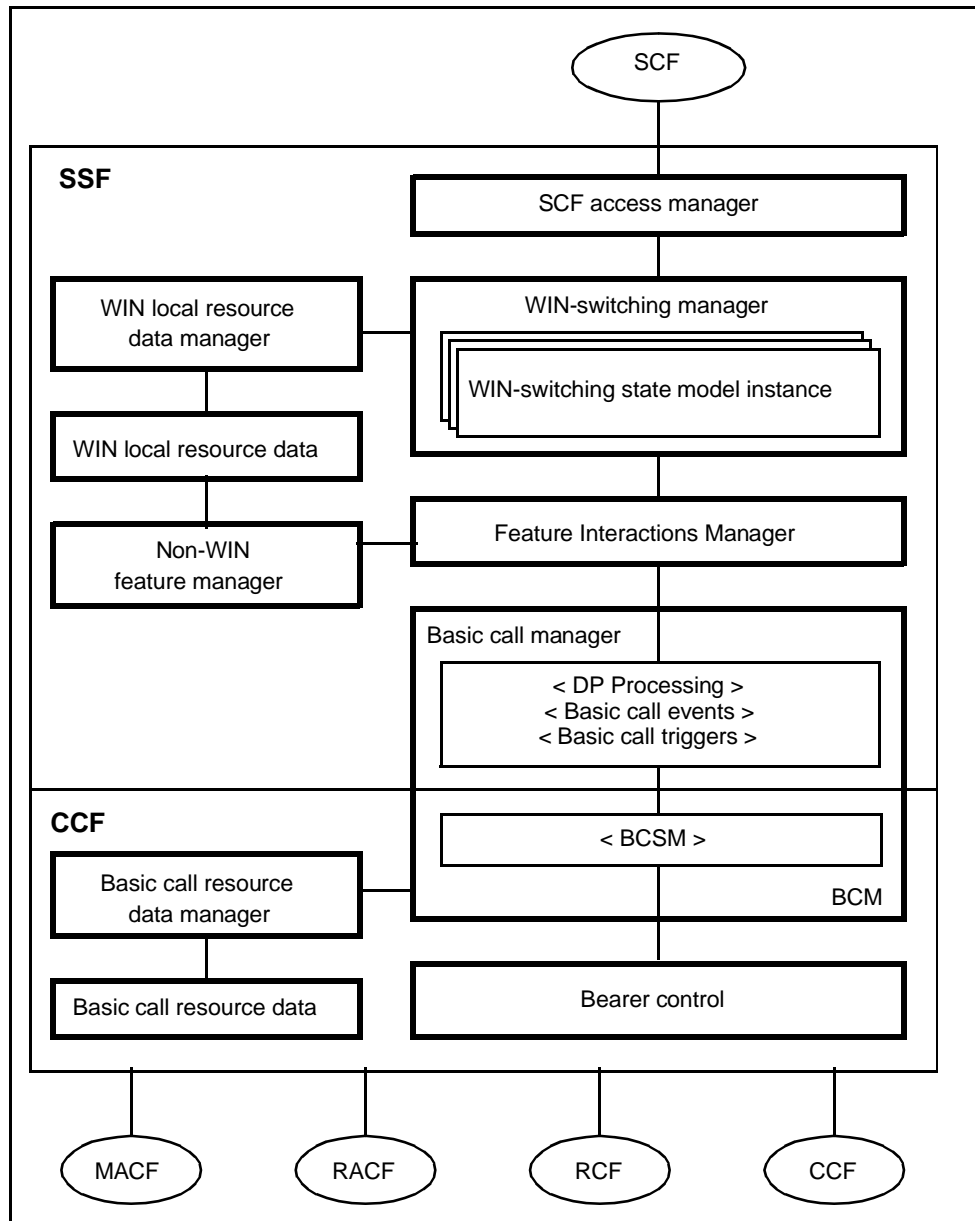 SCF
SSF
SCF access manager
WIN local resource
data manager
WIN-switching manager
WIN-switching state model instance
WIN local resource data
Feature Interactions Manager
Non-WIN
feature manager
Basic call manager
< DP Processing >
< Basic call events >
< Basic call triggers >
CCF
< BCSM >
Basic call resource
data manager
BCM
Basic call resource data
Bearer control
MACF
RACF
RCF
CCF